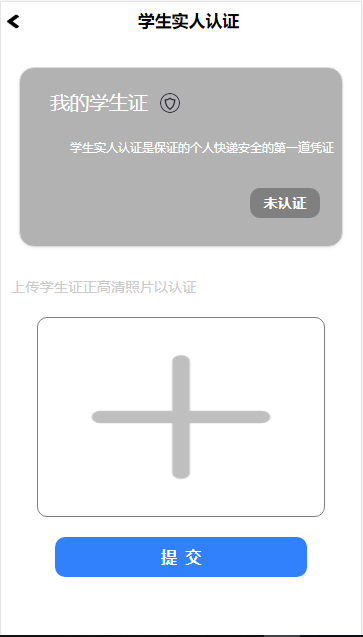 学生实人认证
我的学生证
学生实人认证是保证的个人快递安全的第一道凭证
未认证
上传学生证正高清照片以认证
提 交